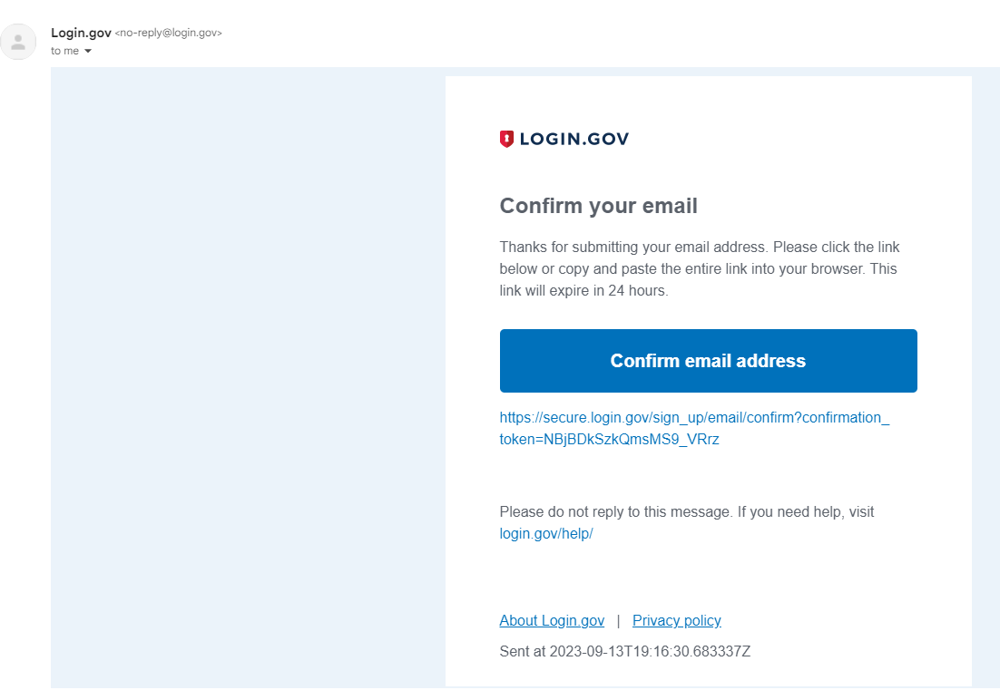 Login.gov <no-reply@login.gov>
to me
LOGIN.GOV
Confirm your email
Thanks for submitting your email address. Please click the link
below or copy and paste the entire link into your browser. This
link will expire in 24 hours.
Confirm email address
https://secure.login.gov/sign_up/email/confirm?confirmation_
token=NBjBDkSzkQmsMS9_VRrz
Please do not reply to this message. If you need help, visit
login.gov/help/
About Login.gov | Privacy policy
Sent at 2023-09-13T19:16:30.683337Z